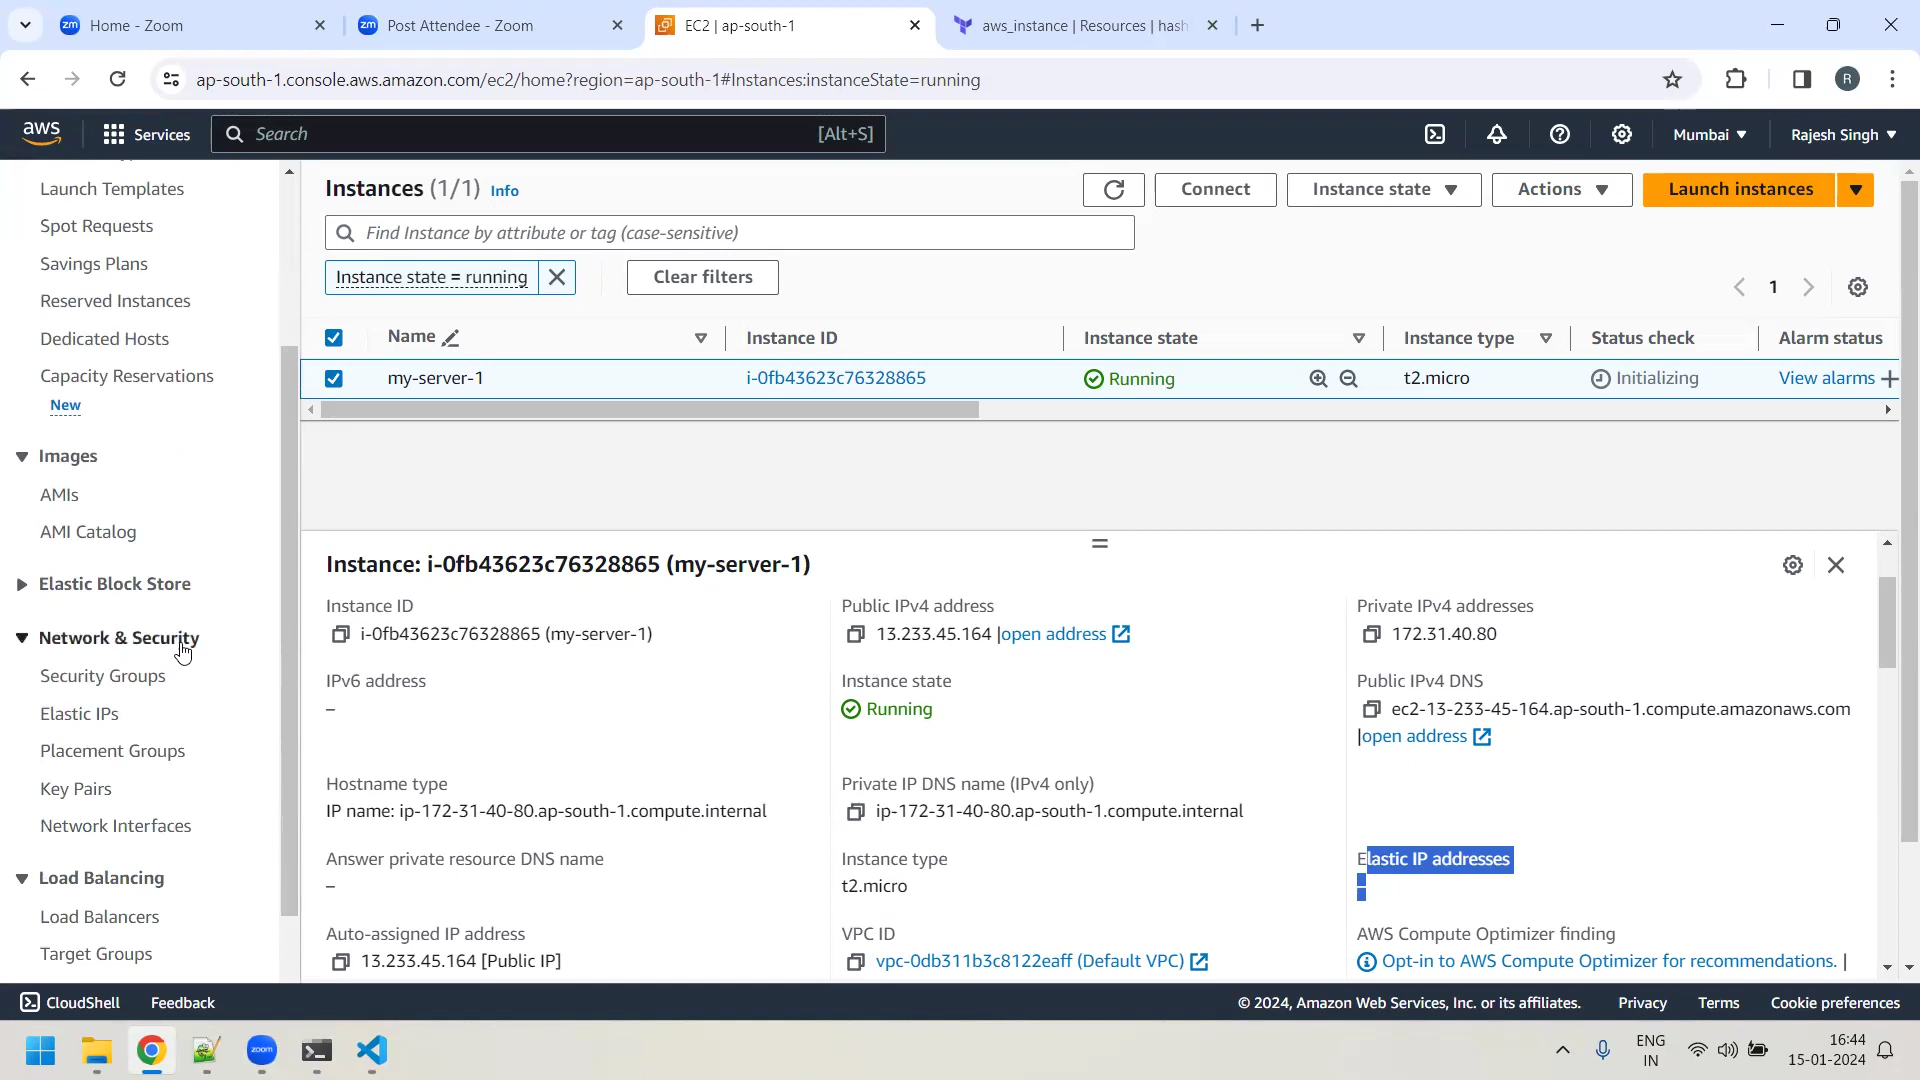 Home - Zoom
Post Attendee - Zoom
EC2 | ap-south-1
aws_instance | Resources | hash
ap-south-1.console.aws.amazon.com/ec2/home?region=ap-south-1#Instances:instanceState=running
R
aws
Services
Search
[Alt+S]
Mumbai
Rajesh Singh
Launch Templates
Spot Requests
Savings Plans
Reserved Instances
Dedicated Hosts
Capacity Reservations
New
Images
AMIs
AMI Catalog
Elastic Block Store
Network & Security
Security Groups
Elastic IPs
Placement Groups
Key Pairs
Network Interfaces
Load Balancing
Load Balancers
Target Groups
Instances (1/1) Info
Connect
Instance state
Actions
Launch instances
Find Instance by attribute or tag (case-sensitive)
Instance state = running
Clear filters
1
Name
Instance ID
Instance state
Instance type
Status check
Alarm status
my-server-1
i-0fb43623c76328865
Running
t2.micro
Initializing
View alarms
Instance: i-0fb43623c76328865 (my-server-1)
Instance ID
i-0fb43623c76328865 (my-server-1)
Public IPv4 address
13.233.45.164 |open address
Private IPv4 addresses
172.31.40.80
IPv6 address
–
Instance state
Running
Public IPv4 DNS
ec2-13-233-45-164.ap-south-1.compute.amazonaws.com
|open address
Hostname type
IP name: ip-172-31-40-80.ap-south-1.compute.internal
Private IP DNS name (IPv4 only)
ip-172-31-40-80.ap-south-1.compute.internal
Answer private resource DNS name
–
Instance type
t2.micro
Elastic IP addresses
Auto-assigned IP address
13.233.45.164 [Public IP]
VPC ID
vpc-0db311b3c8122eaff (Default VPC)
AWS Compute Optimizer finding
Opt-in to AWS Compute Optimizer for recommendations. |
CloudShell
Feedback
© 2024, Amazon Web Services, Inc. or its affiliates.
Privacy
Terms
Cookie preferences
zoom
ENG
IN
16:44
15-01-2024